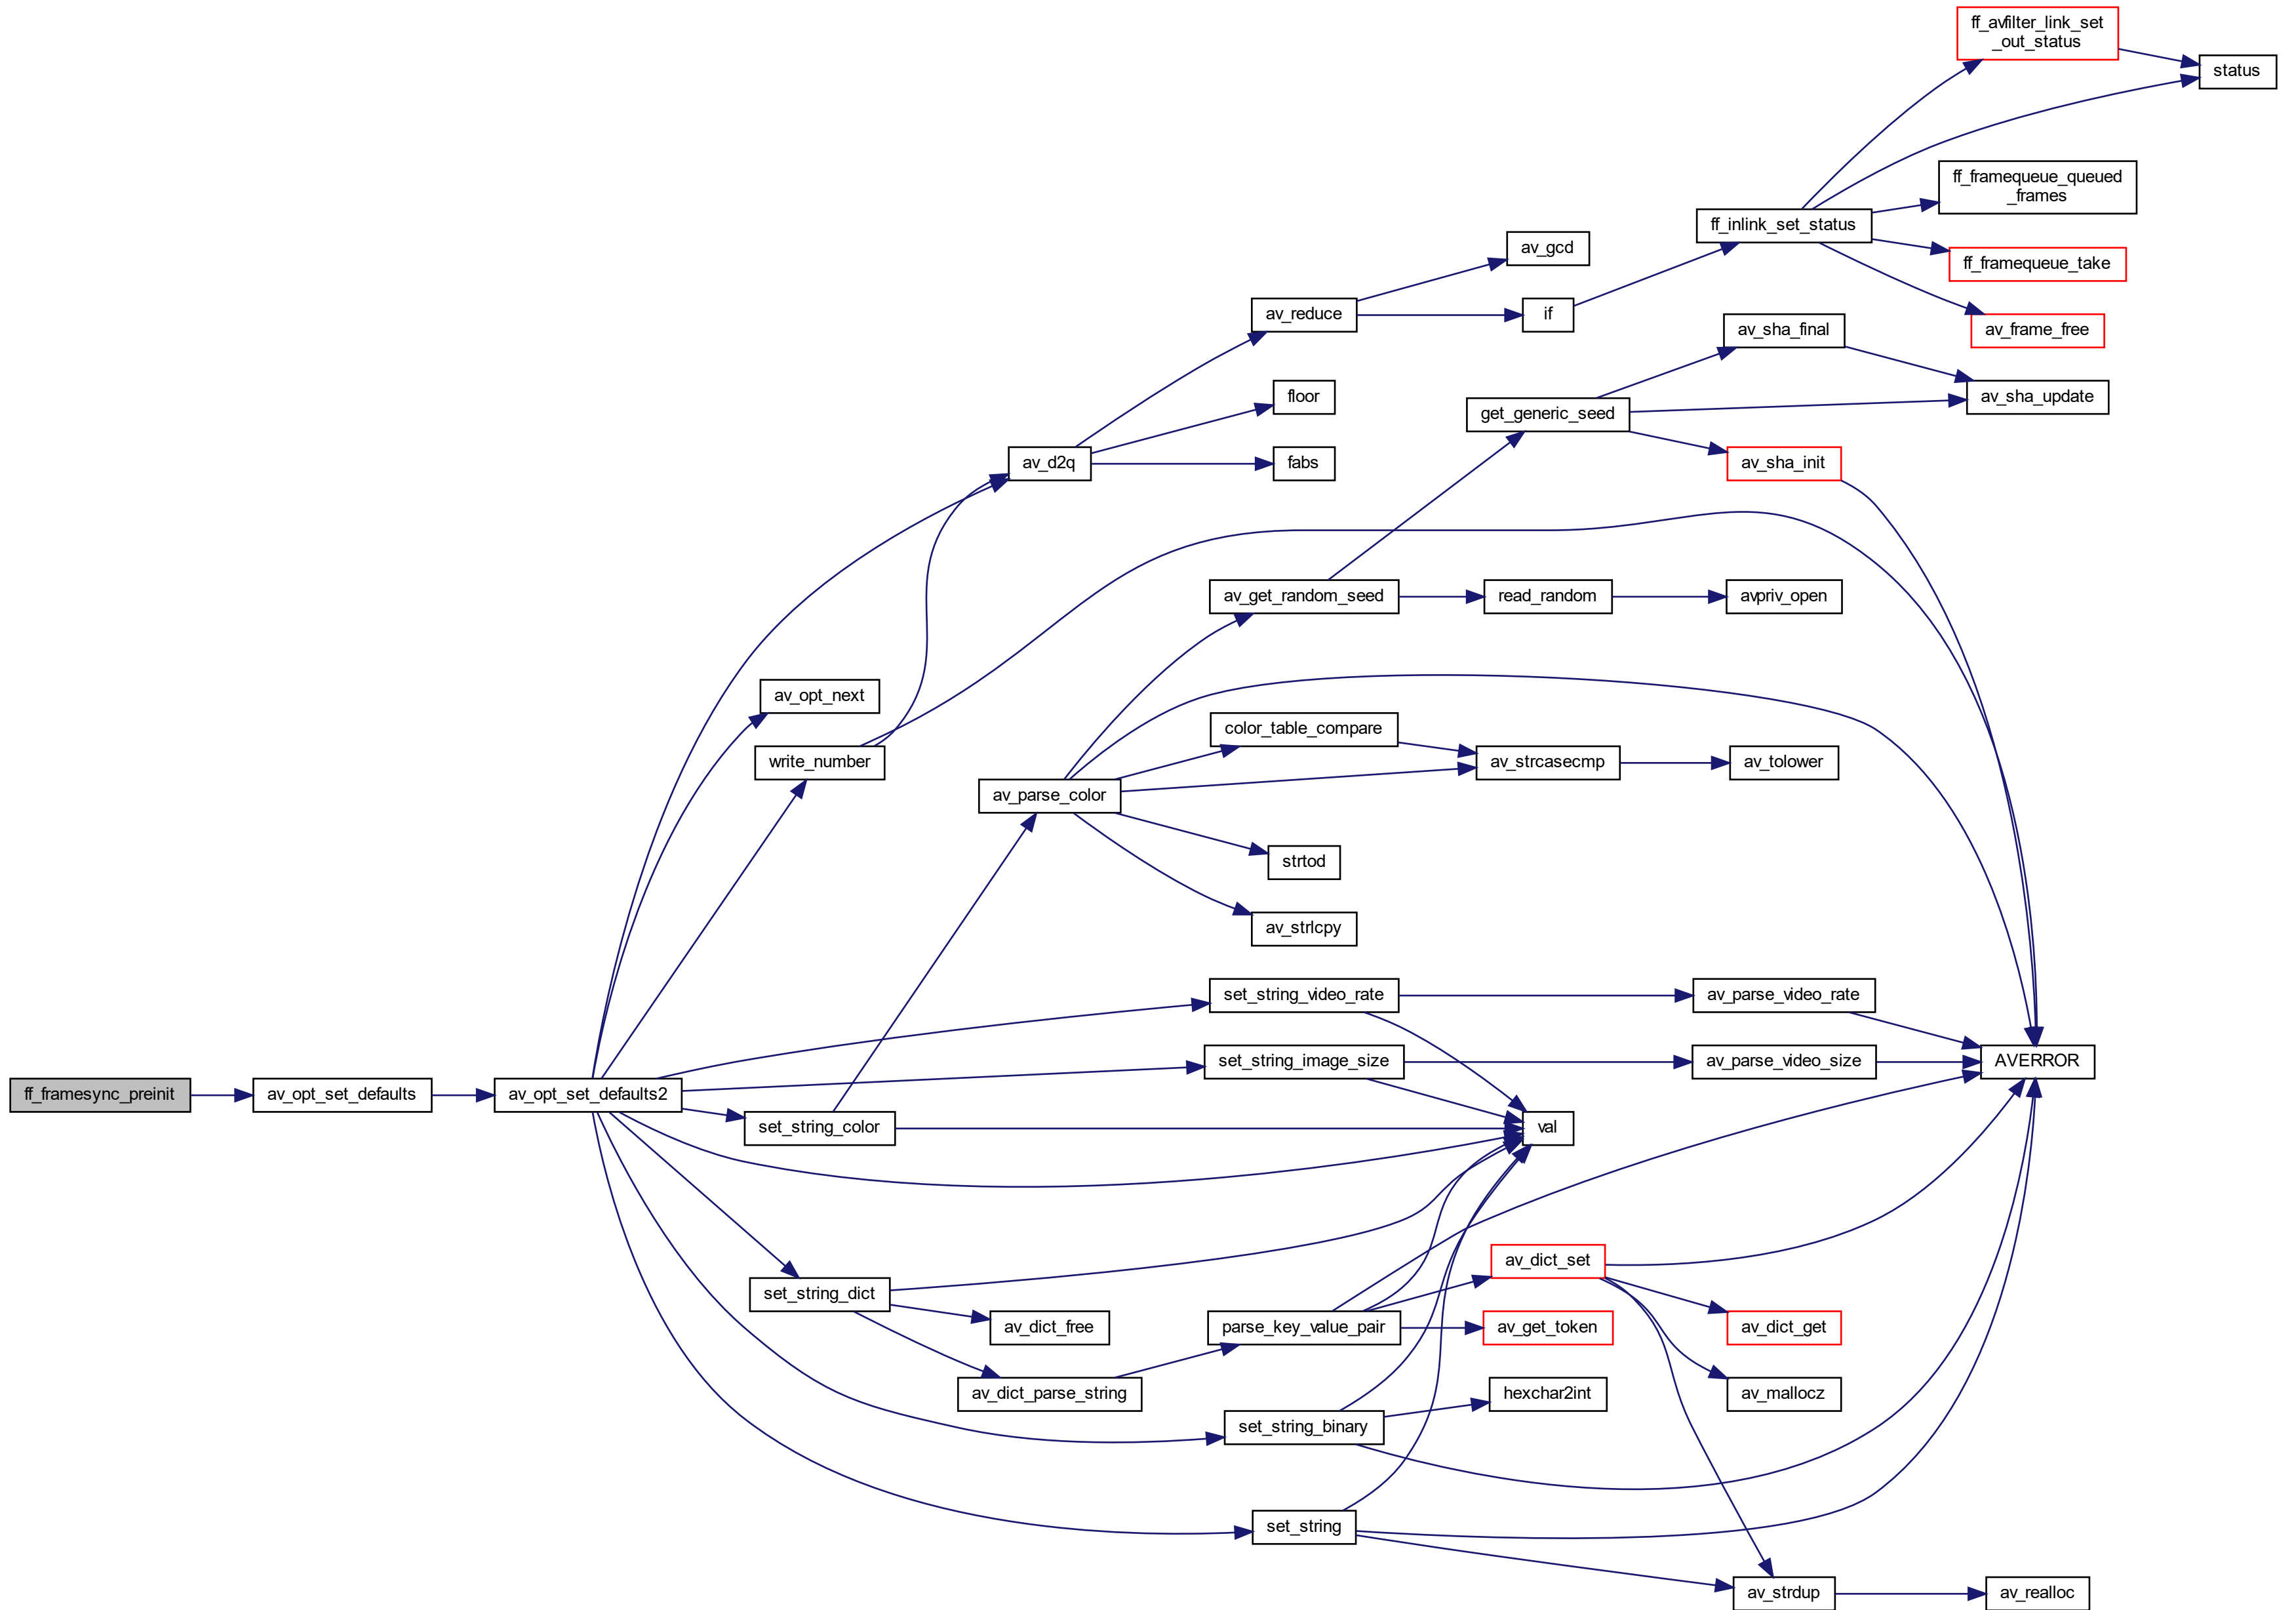 ff_avfilter_link_set
_out_status
status
ff_framequeue_queued
_frames
ff_inlink_set_status
av_gcd
ff_framequeue_take
av_reduce
if
av_sha_final
av_frame_free
floor
get_generic_seed
av_sha_update
av_d2q
fabs
av_sha_init
av_get_random_seed
read_random
avpriv_open
av_opt_next
color_table_compare
write_number
av_strcasecmp
av_tolower
av_parse_color
strtod
av_strlcpy
set_string_video_rate
av_parse_video_rate
set_string_image_size
av_parse_video_size
AVERROR
ff_framesync_preinit
av_opt_set_defaults
av_opt_set_defaults2
set_string_color
val
av_dict_set
set_string_dict
av_dict_free
parse_key_value_pair
av_get_token
av_dict_get
av_dict_parse_string
hexchar2int
av_mallocz
set_string_binary
set_string
av_strdup
av_realloc